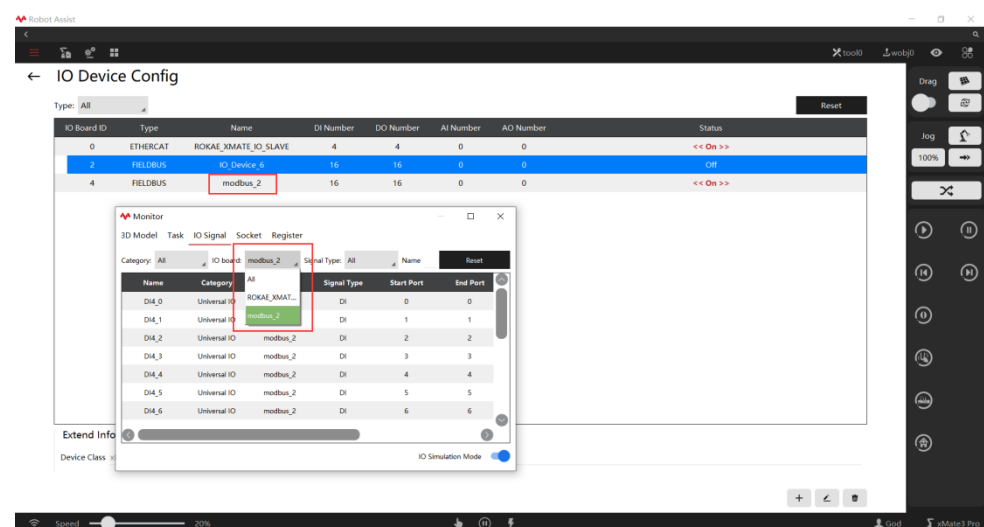 Robot Assist
tool0 wobj0
IO Device Config
Drag
Type: All Reset
IO Board ID Type Name DI Number DO Number AI Number AO Number Status
0 ETHERCAT ROKAE_XMATE_IO_SLAVE 4 4 0 0 << On >>
2 FIELDBUS IO_Device_6 16 16 0 0 Off
4 FIELDBUS modbus_2 16 16 0 0 << On >>
Jog
100%
Monitor
3D Model Task IO Signal Socket Register
Category: All IO board: modbus_2 Signal Type: All Name Reset
Name Category Signal Type Start Port End Port
All
ROKAE_XMAT...
modbus_2
DI4_0 Universal IO DI 0 0
DI4_1 Universal IO DI 1 1
DI4_2 Universal IO modbus_2 DI 2 2
DI4_3 Universal IO modbus_2 DI 3 3
DI4_4 Universal IO modbus_2 DI 4 4
DI4_5 Universal IO modbus_2 DI 5 5
DI4_6 Universal IO modbus_2 DI 6 6
IO Simulation Mode
Extend Info
Device Class
Speed 20% God xMate3 Pro